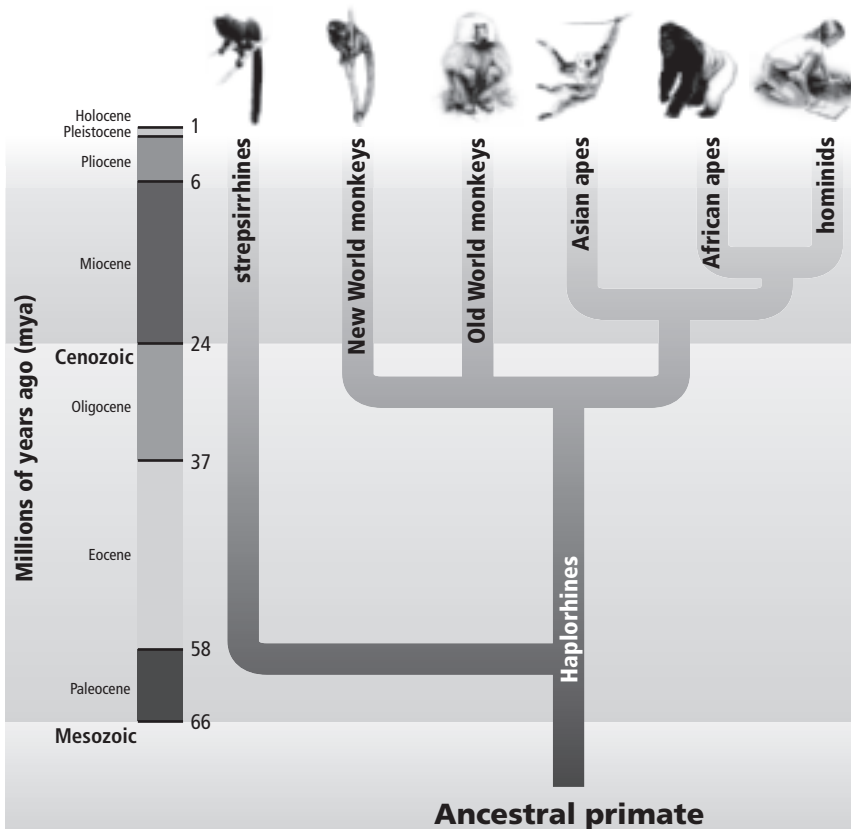 Holocene
Pleistocene
Pliocene
Miocene
Cenozoic
Oligocene
Eocene
Paleocene
Mesozoic
1
6
24
37
58
66
Millions of years ago (mya)
strepsirrhines
New World monkeys
Old World monkeys
Asian apes
African apes
hominids
Haplorhines
Ancestral primate